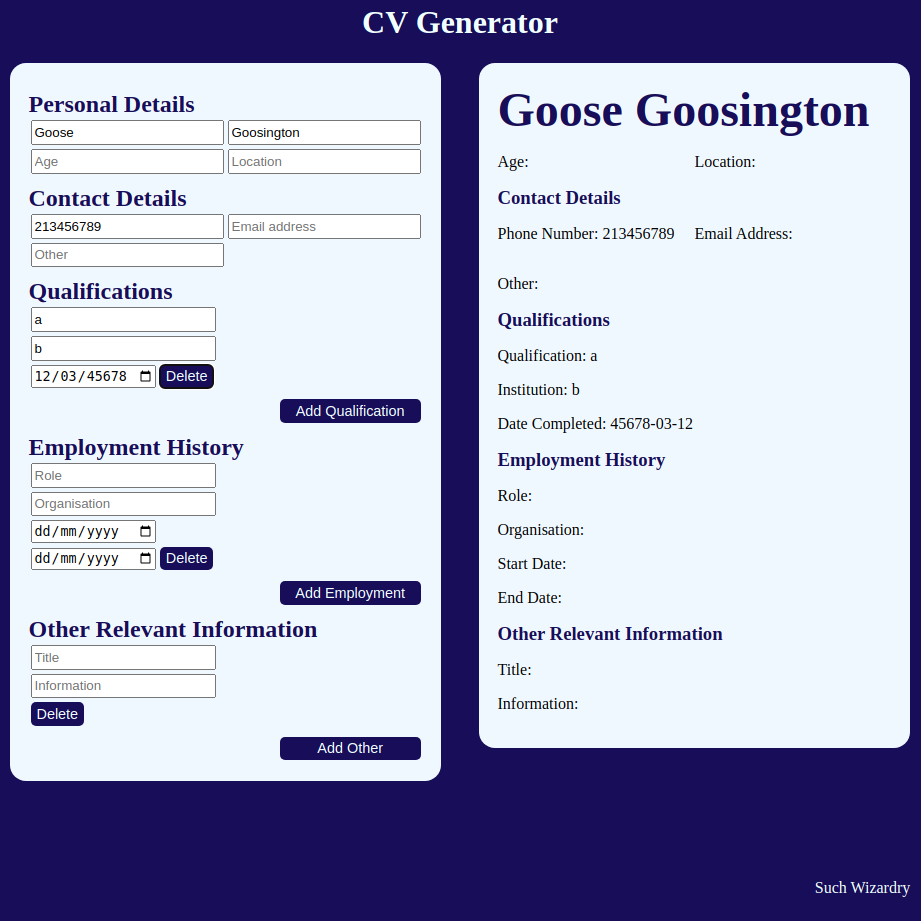 CV Generator
Personal Details
Goose Goosington
Age Location
Contact Details
213456789 Email address
Other
Qualifications
a
b
12/03/45678 Delete
Add Qualification
Employment History
Role
Organisation
dd/mm/yyyy
dd/mm/yyyy Delete
Add Employment
Other Relevant Information
Title
Information
Delete
Add Other
Goose Goosington
Age: Location:
Contact Details
Phone Number: 213456789 Email Address:
Other:
Qualifications
Qualification: a
Institution: b
Date Completed: 45678-03-12
Employment History
Role:
Organisation:
Start Date:
End Date:
Other Relevant Information
Title:
Information:
Such Wizardry